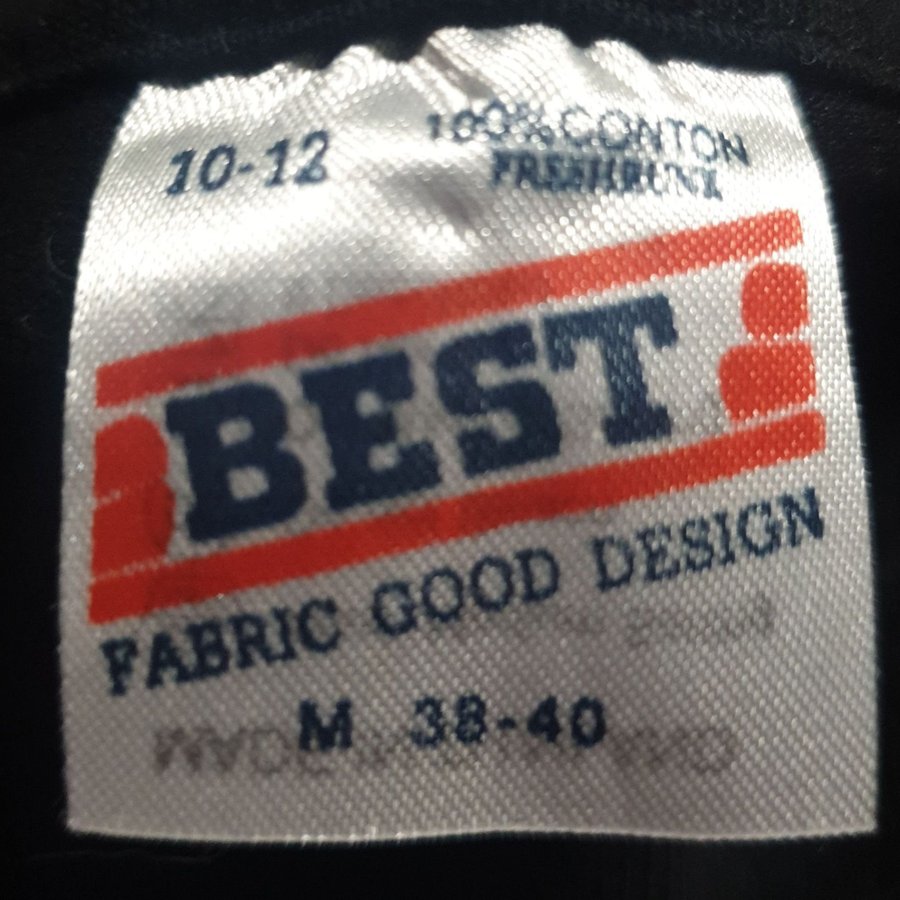 10-12
100% CONTON
PRESHRUNK
BEST
FABRIC GOOD DESIGN
M 38-40